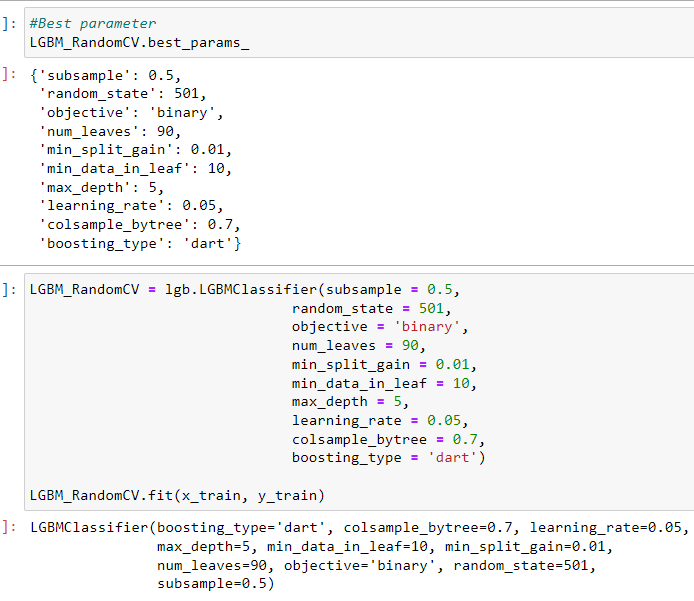 ]: #Best parameter
LGBM_RandomCV.best_params_
]: {'subsample': 0.5,
'random_state': 501,
'objective': 'binary',
'num_leaves': 90,
'min_split_gain': 0.01,
'min_data_in_leaf': 10,
'max_depth': 5,
'learning_rate': 0.05,
'colsample_bytree': 0.7,
'boosting_type': 'dart'}
]: LGBM_RandomCV = lgb.LGBMClassifier(subsample = 0.5,
random_state = 501,
objective = 'binary',
num_leaves = 90,
min_split_gain = 0.01,
min_data_in_leaf = 10,
max_depth = 5,
learning_rate = 0.05,
colsample_bytree = 0.7,
boosting_type = 'dart')
LGBM_RandomCV.fit(x_train, y_train)
]: LGBMClassifier(boosting_type='dart', colsample_bytree=0.7, learning_rate=0.05,
max_depth=5, min_data_in_leaf=10, min_split_gain=0.01,
num_leaves=90, objective='binary', random_state=501,
subsample=0.5)